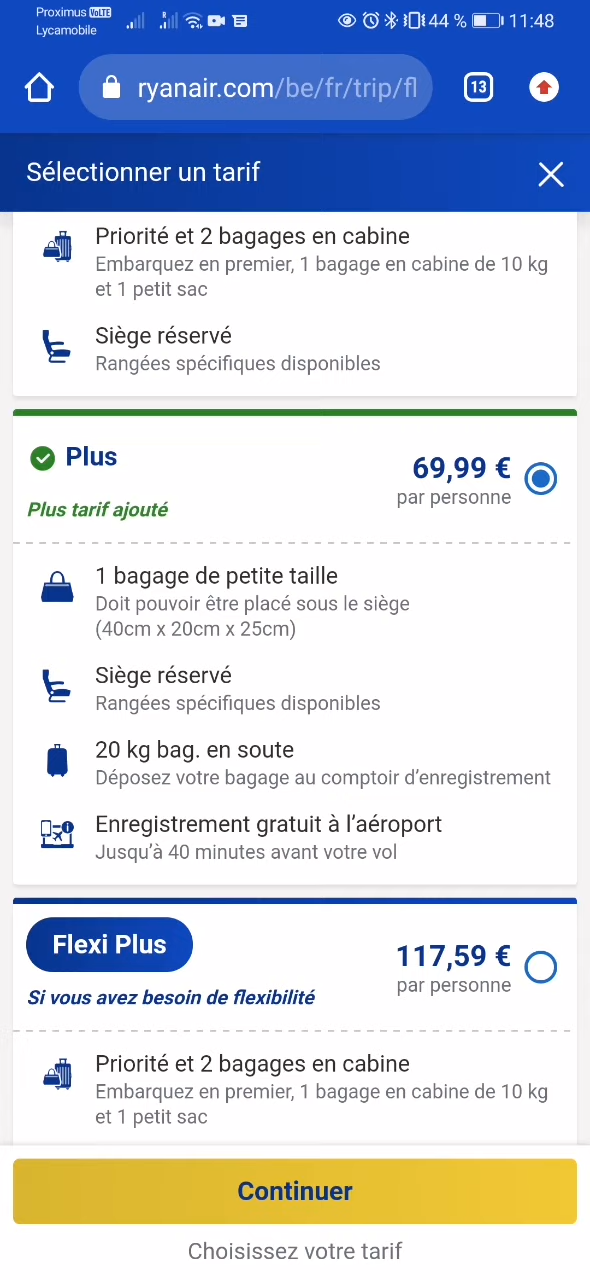 Proximus VoLTE
Lycamobile
R
44 %
11:48
ryanair.com/be/fr/trip/fl
13
Sélectionner un tarif
Priorité et 2 bagages en cabine
Embarquez en premier, 1 bagage en cabine de 10 kg
et 1 petit sac
Siège réservé
Rangées spécifiques disponibles
Plus
69,99 €
par personne
Plus tarif ajouté
1 bagage de petite taille
Doit pouvoir être placé sous le siège
(40cm x 20cm x 25cm)
Siège réservé
Rangées spécifiques disponibles
20 kg bag. en soute
Déposez votre bagage au comptoir d’enregistrement
Enregistrement gratuit à l’aéroport
Jusqu’à 40 minutes avant votre vol
Flexi Plus
117,59 €
par personne
Si vous avez besoin de flexibilité
Priorité et 2 bagages en cabine
Embarquez en premier, 1 bagage en cabine de 10 kg
et 1 petit sac
Continuer
Choisissez votre tarif